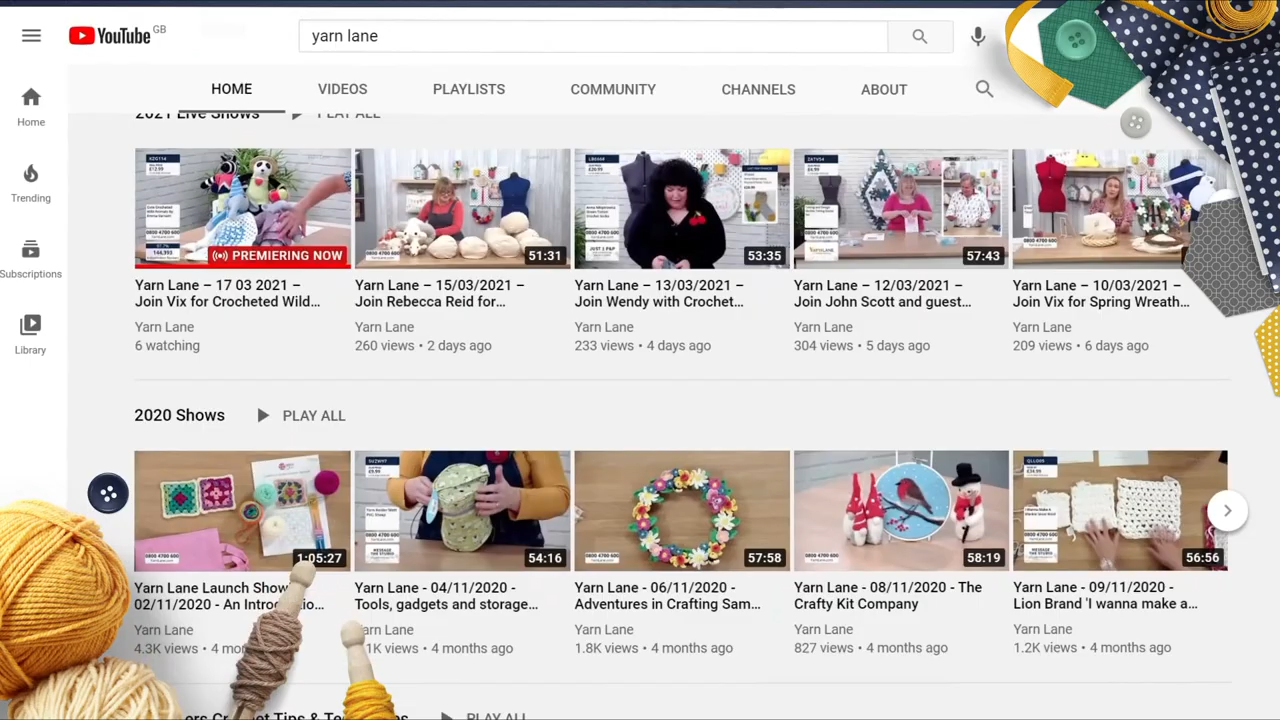 YouTube GB
yarn lane
HOME VIDEOS PLAYLISTS COMMUNITY CHANNELS ABOUT
Home
Trending
Subscriptions
Library
2021 Live Shows PLAY ALL
PREMIERING NOW
51:31
53:35
57:43
Yarn Lane – 17 03 2021 –
Join Vix for Crocheted Wild...
Yarn Lane
6 watching
Yarn Lane – 15/03/2021 –
Join Rebecca Reid for...
Yarn Lane
260 views • 2 days ago
Yarn Lane – 13/03/2021 –
Join Wendy with Crochet...
Yarn Lane
233 views • 4 days ago
Yarn Lane – 12/03/2021 –
Join John Scott and guest...
Yarn Lane
304 views • 5 days ago
Yarn Lane – 10/03/2021 –
Join Vix for Spring Wreath...
Yarn Lane
209 views • 6 days ago
2020 Shows PLAY ALL
1:05:27
54:16
57:58
58:19
56:56
Yarn Lane Launch Show
02/11/2020 - An
Yarn Lane
4.3K views • 4
Yarn Lane - 04/11/2020 -
Tools, gadgets and storage...
Lane
views • 4 months ago
Yarn Lane - 06/11/2020 -
Adventures in Crafting Sam...
Yarn Lane
1.8K views • 4 months ago
Yarn Lane - 08/11/2020 - The
Crafty Kit Company
Yarn Lane
827 views • 4 months ago
Yarn Lane - 09/11/2020 -
Lion Brand 'I wanna make a...
Yarn Lane
1.2K views • 4 months ago
PLAY ALL